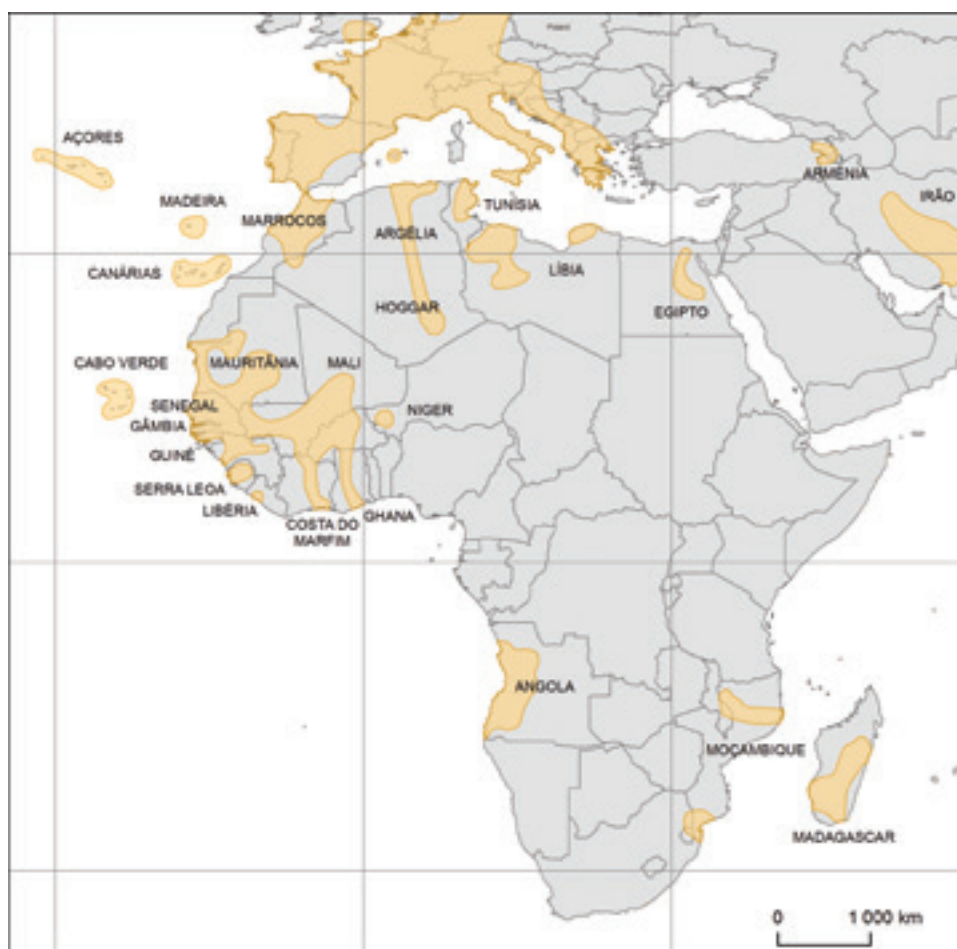 AÇORES
ARMÉNIA
MADEIRA
TUNÍSIA
IRÃO
MARROCOS
ARGÉLIA
CANÁRIAS
LÍBIA
HOGGAR
EGIPTO
CABO VERDE
MAURITÂNIA
MALI
SENEGAL
NIGER
GÂMBIA
GUINÉ
SERRA LEOA
LIBÉRIA
GHANA
COSTA DO
MARFIM
ANGOLA
MOÇAMBIQUE
MADAGASCAR
0
1 000 km